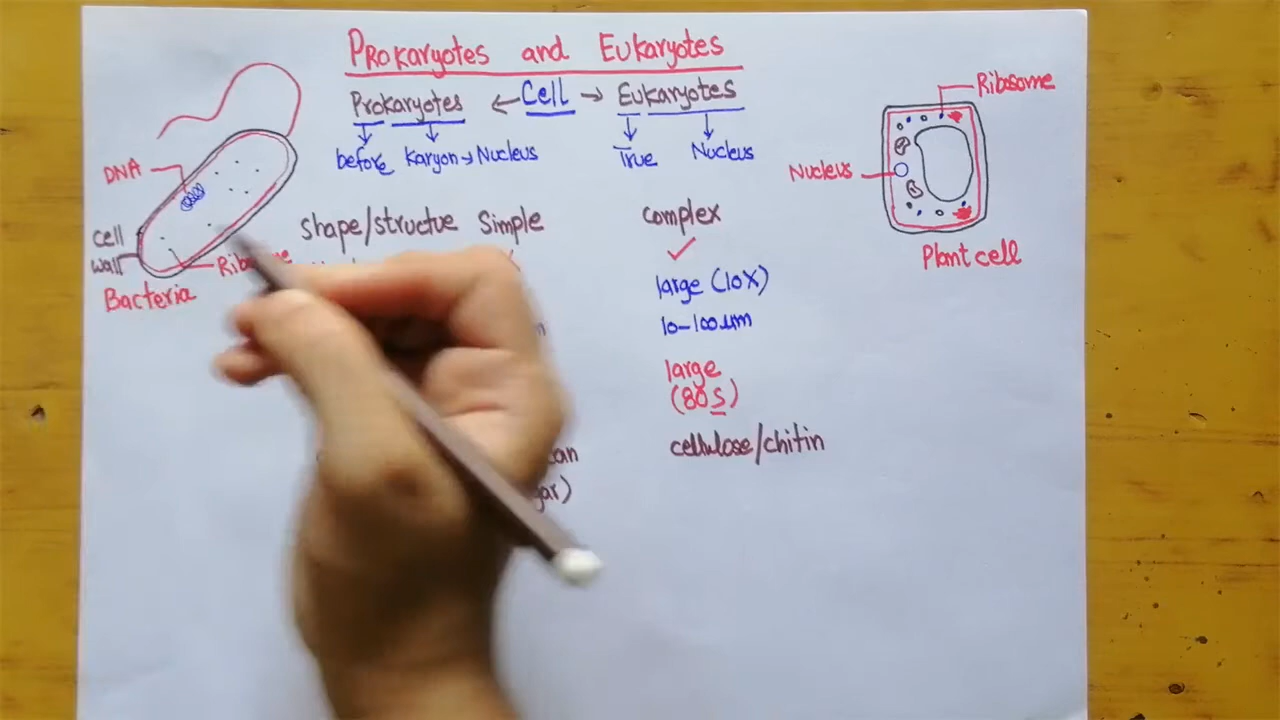 Prokaryotes and Eukaryotes
Prokaryotes ← Cell → Eukaryotes
before Karyon → Nucleus
True Nucleus
DNA
cell
wall
Bacteria
Ribosome
Nucleus
Plant cell
shape/structue Simple complex
✓
large (10X)
10-100 µm
large
(80S)
cellulose/chitin